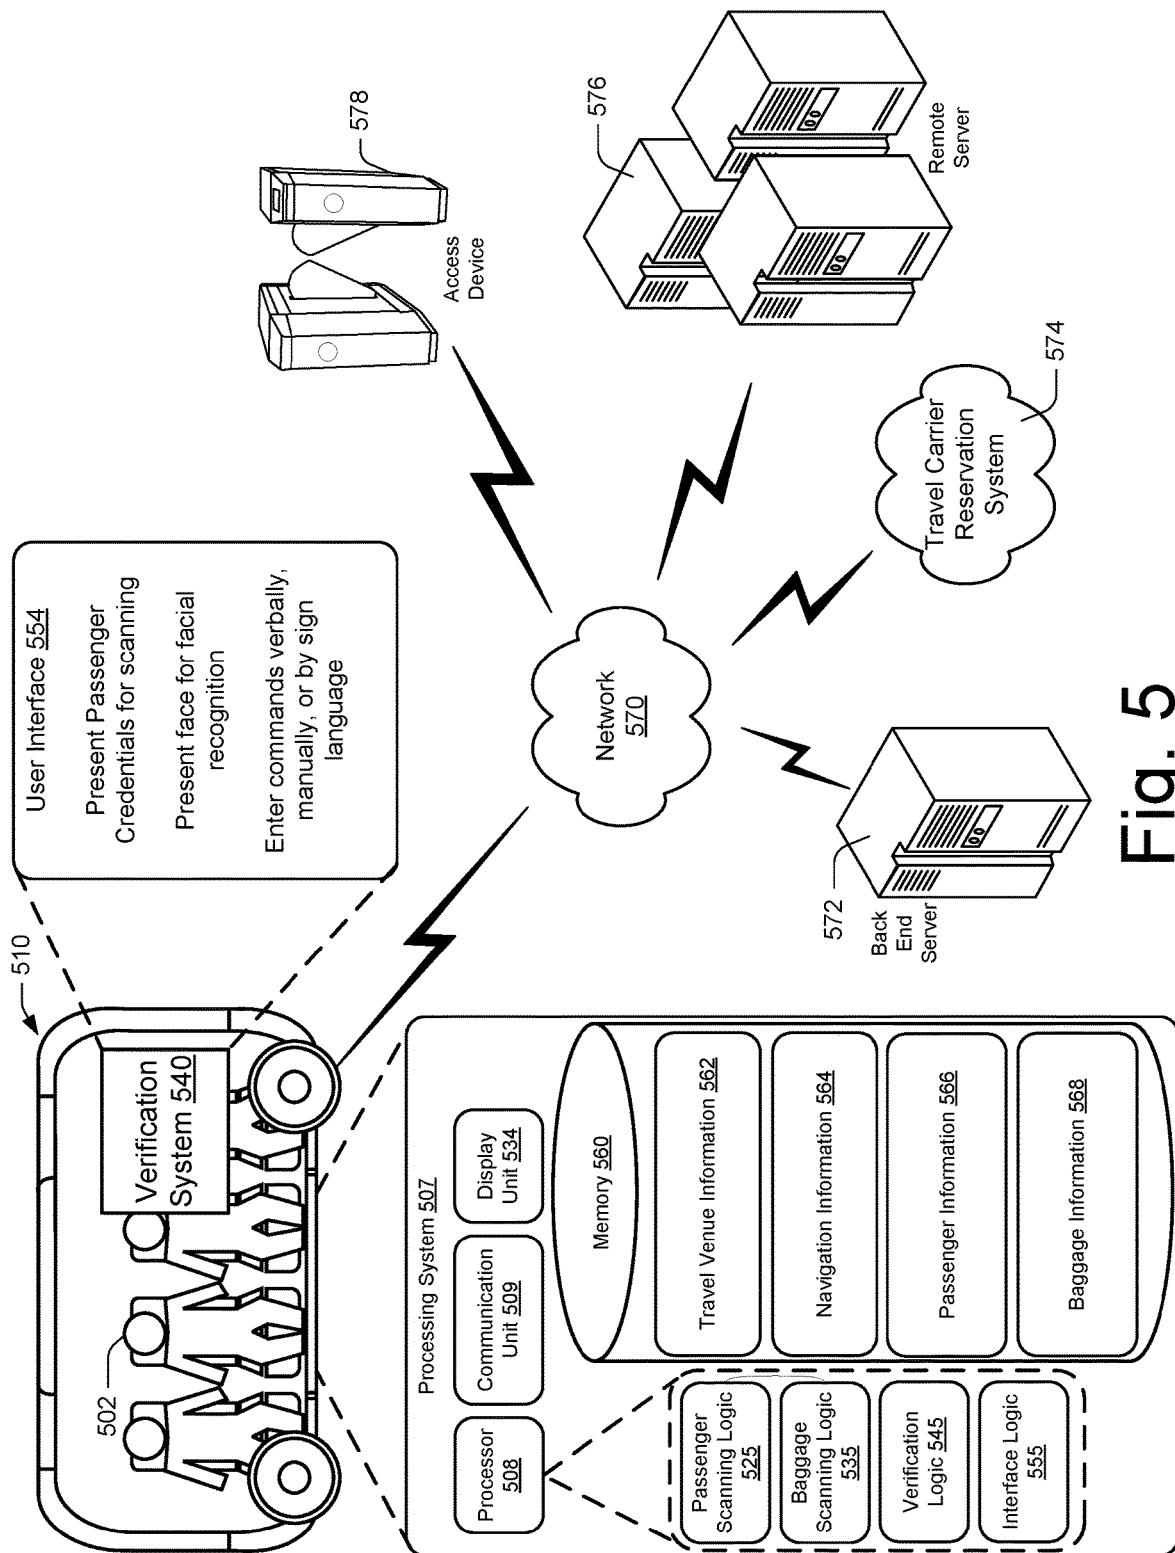 510
502
Verification
System 540
User Interface 554
Present Passenger
Credentials for scanning
Present face for facial
recognition
Enter commands verbally,
manually, or by sign
language
578
Access
Device
576
Remote
Server
Network
570
Travel Carrier
Reservation
System
574
572
Back
End
Server
Processing System 507
Processor
508
Communication
Unit 509
Display
Unit 534
Memory 560
Travel Venue Information 562
Navigation Information 564
Passenger Information 566
Baggage Information 568
Passenger
Scanning Logic
525
Baggage
Scanning Logic
535
Verification
Logic 545
Interface Logic
555
Fig. 5